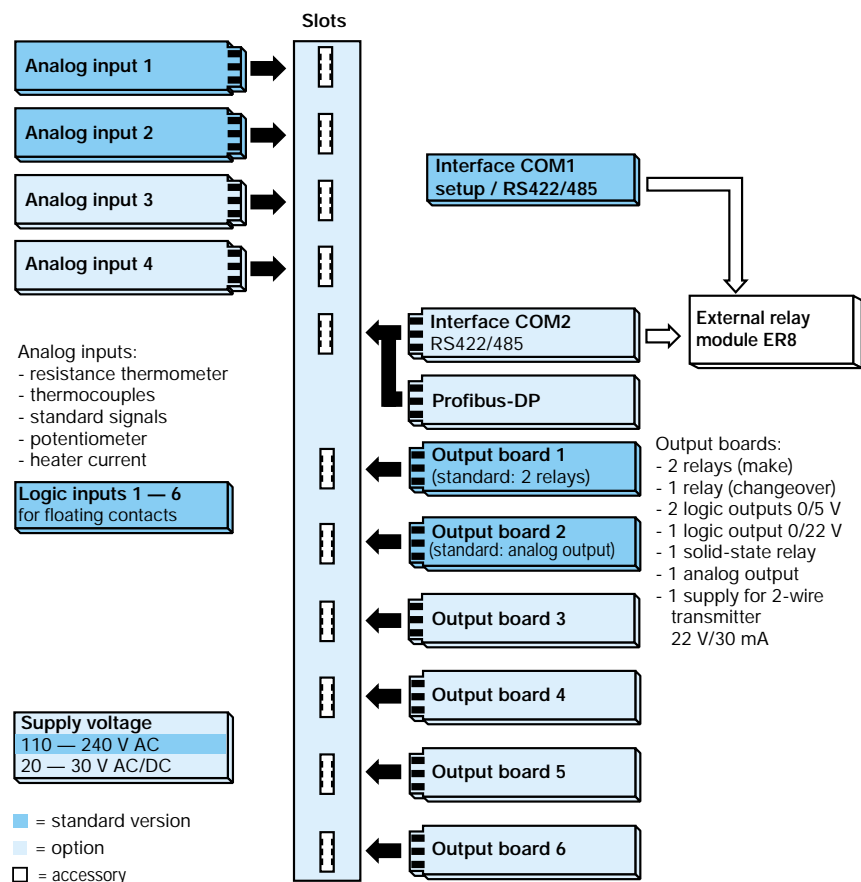 Slots
Analog input 1
Analog input 2
Analog input 3
Analog input 4
Interface COM1
setup / RS422/485
Interface COM2
RS422/485
External relay
module ER8
Profibus-DP
Analog inputs:
- resistance thermometer
- thermocouples
- standard signals
- potentiometer
- heater current
Logic inputs 1 — 6
for floating contacts
Output board 1
(standard: 2 relays)
Output board 2
(standard: analog output)
Output board 3
Output board 4
Output board 5
Output board 6
Output boards:
- 2 relays (make)
- 1 relay (changeover)
- 2 logic outputs 0/5 V
- 1 logic output 0/22 V
- 1 solid-state relay
- 1 analog output
- 1 supply for 2-wire
transmitter
22 V/30 mA
Supply voltage
110 — 240 V AC
20 — 30 V AC/DC
= standard version
= option
= accessory